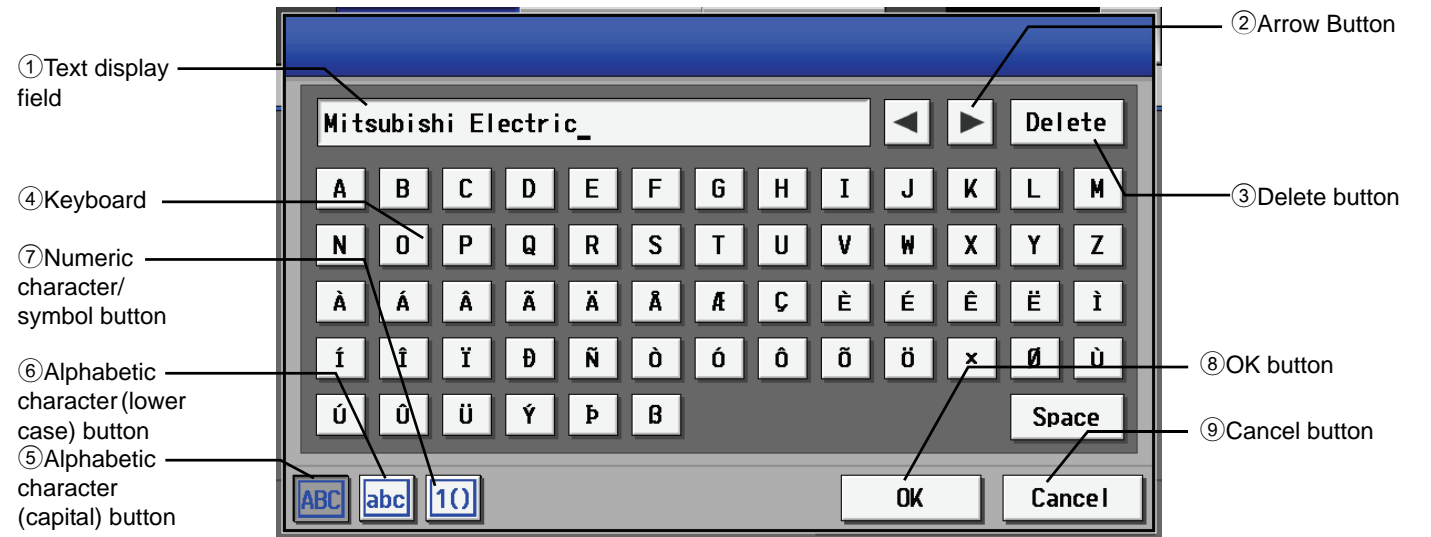 ②Arrow Button
①Text display
field
Mitsubishi Electric_
◀ ▶ Delete
A B C D E F G H I J K L M
④Keyboard
③Delete button
N O P Q R S T U V W X Y Z
⑦Numeric
character/
symbol button
À Á Â Ã Ä Å Æ Ç È É Ê Ë Ì
Í Î Ï Ð Ñ Ò Ó Ô Õ Ö × Ø Ù
⑧OK button
⑥Alphabetic
character (lower
case) button
Ú Û Ü Ý Þ ß
Space
⑨Cancel button
⑤Alphabetic
character
(capital) button
ABC abc 1()
OK Cancel